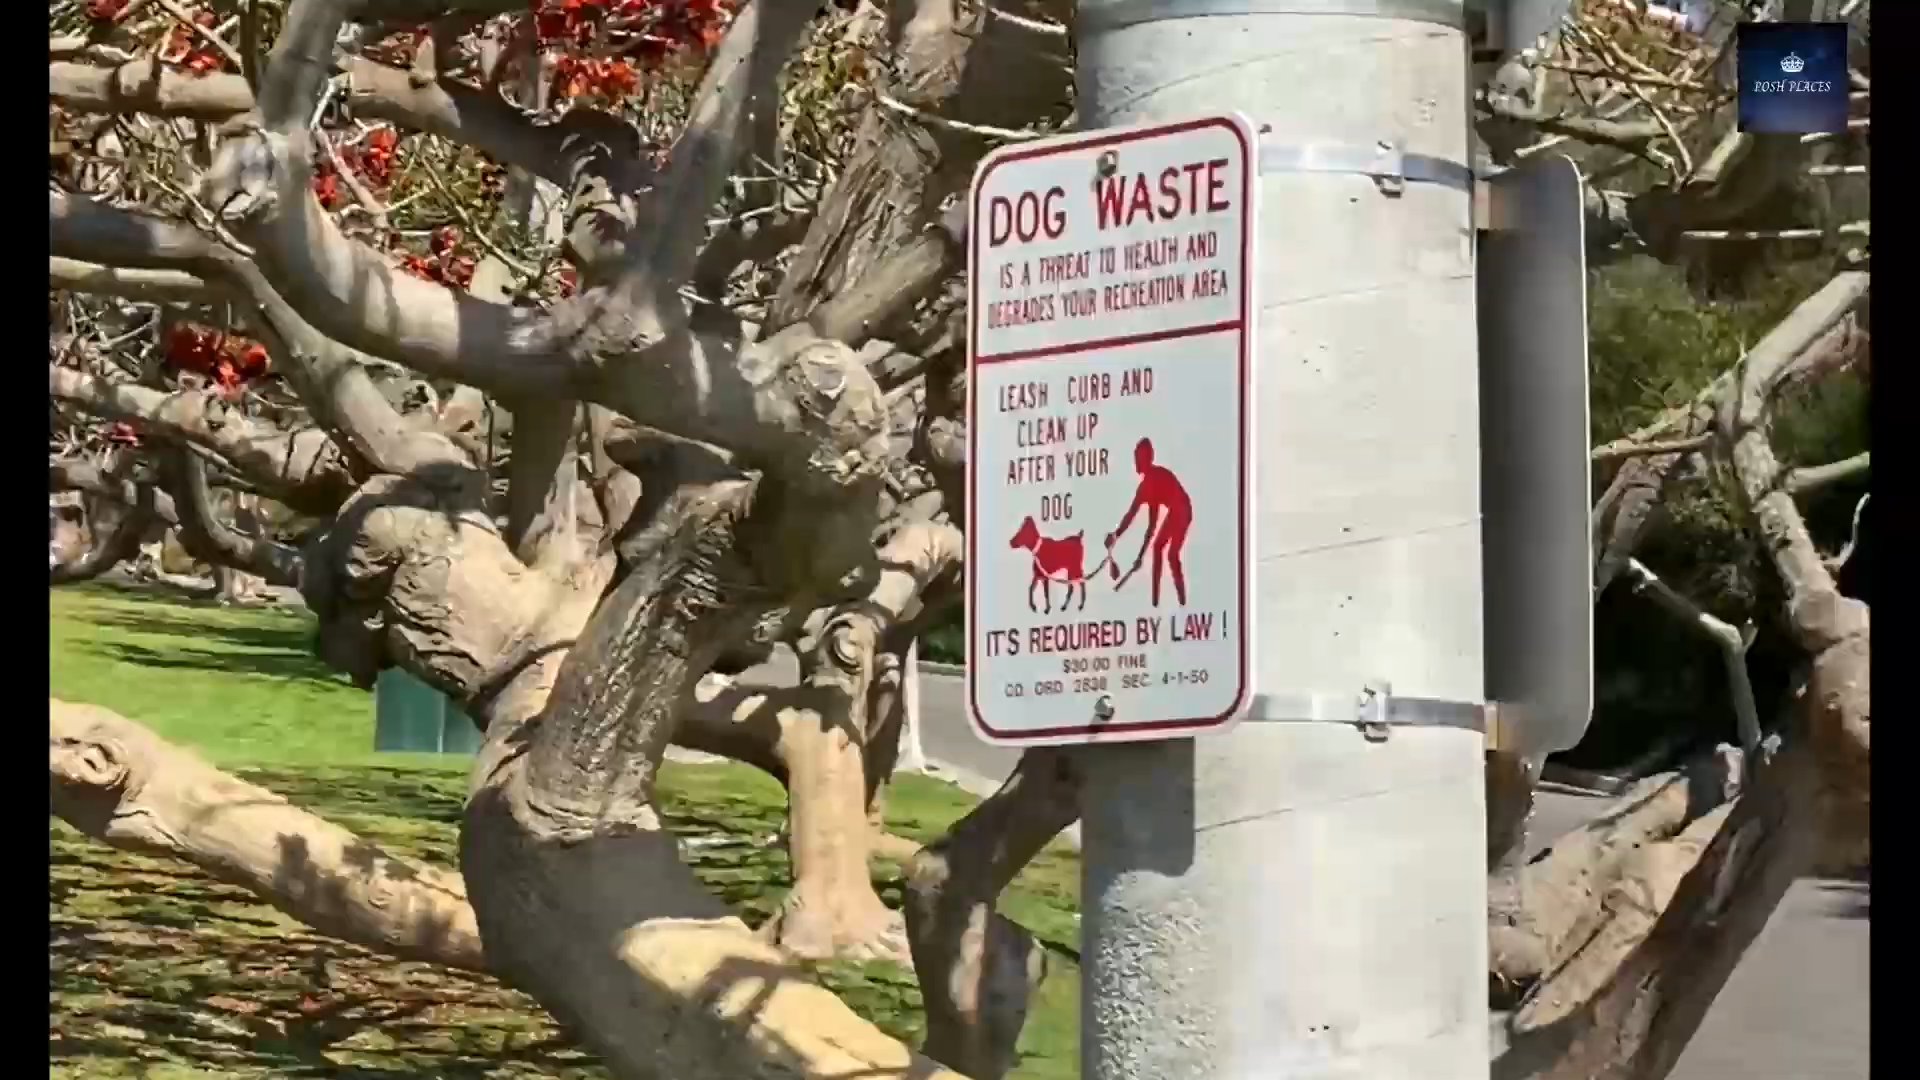 POSH PLACES
DOG WASTE
IS A THREAT TO HEALTH AND
DEGRADES YOUR RECREATION AREA
LEASH CURB AND
CLEAN UP
AFTER YOUR
DOG
IT'S REQUIRED BY LAW !
$30.00 FINE
CO. ORD 2838 SEC. 4-1-50